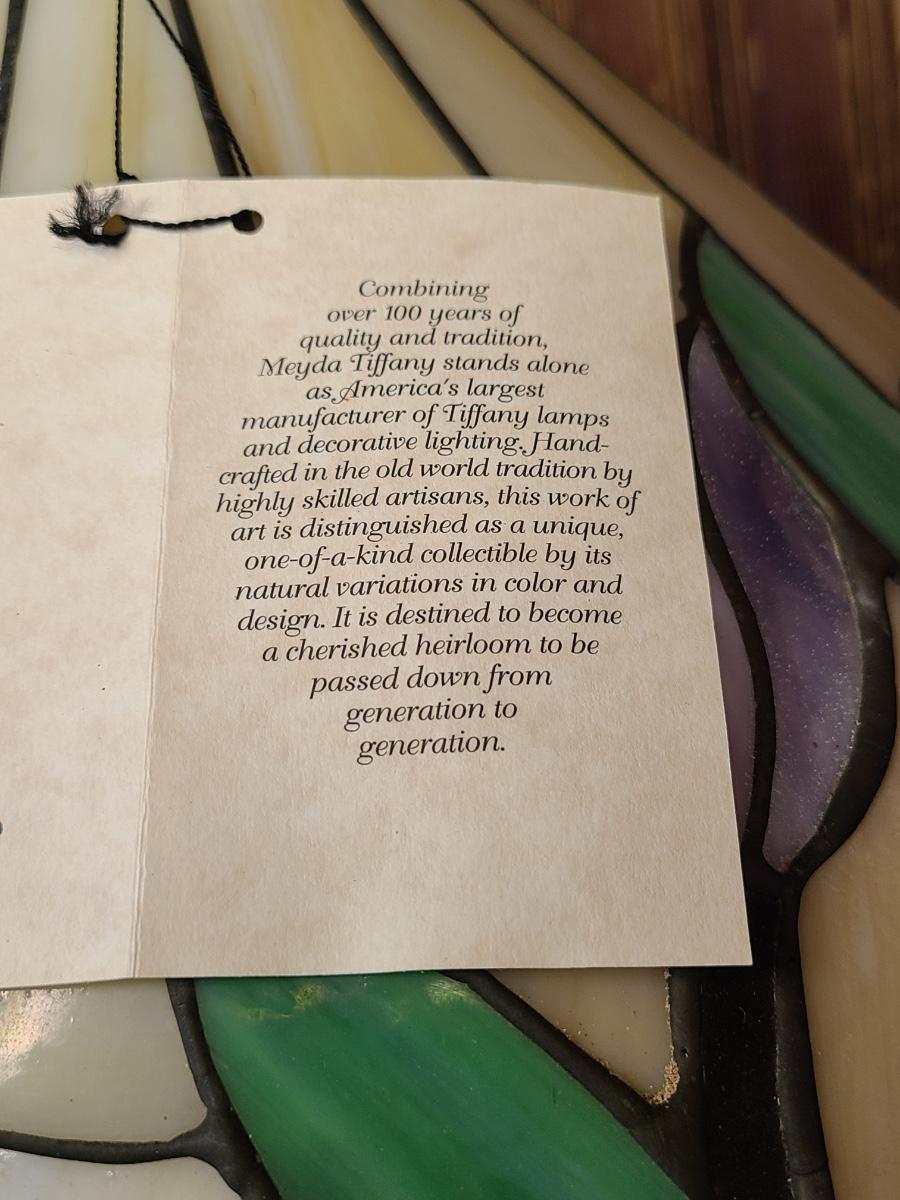 Combining
over 100 years of
quality and tradition,
Meyda Tiffany stands alone
as America's largest
manufacturer of Tiffany lamps
and decorative lighting. Hand-
crafted in the old world tradition by
highly skilled artisans, this work of
art is distinguished as a unique,
one-of-a-kind collectible by its
natural variations in color and
design. It is destined to become
a cherished heirloom to be
passed down from
generation to
generation.